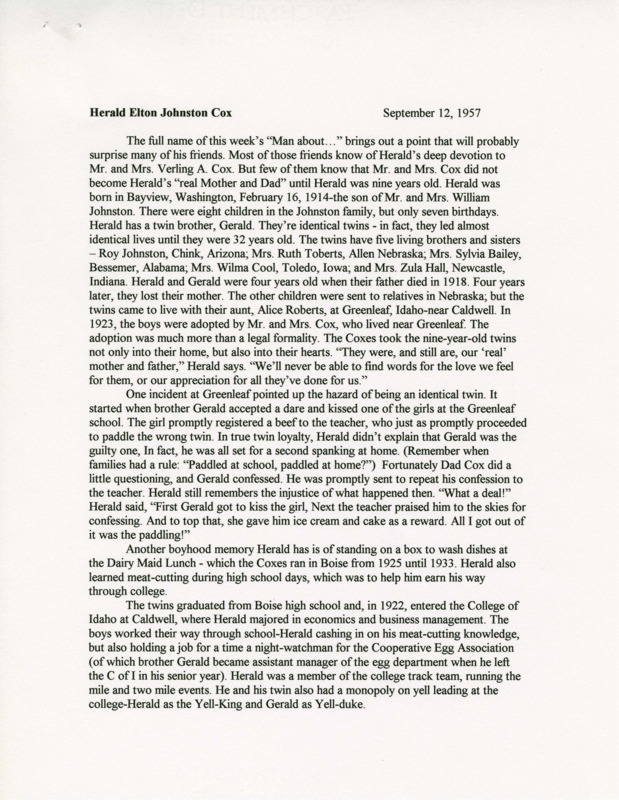 Herald Elton Johnston Cox September 12, 1957
The full name of this week's “Man about…” brings out a point that will probably
surprise many of his friends. Most of those friends know of Herald's deep devotion to
Mr. and Mrs. Verling A. Cox. But few of them know that Mr. and Mrs. Cox did not
become Herald's “real Mother and Dad” until Herald was nine years old. Herald was
born in Bayview, Washington, February 16, 1914-the son of Mr. and Mrs. William
Johnston. There were eight children in the Johnston family, but only seven birthdays.
Herald has a twin brother, Gerald. They're identical twins - in fact, they led almost
identical lives until they were 32 years old. The twins have five living brothers and sisters
– Roy Johnston, Chink, Arizona; Mrs. Ruth Toberts, Allen Nebraska; Mrs. Sylvia Bailey,
Bessemer, Alabama; Mrs. Wilma Cool, Toledo, Iowa; and Mrs. Zula Hall, Newcastle,
Indiana. Herald and Gerald were four years old when their father died in 1918. Four years
later, they lost their mother. The other children were sent to relatives in Nebraska; but the
twins came to live with their aunt, Alice Roberts, at Greenleaf, Idaho-near Caldwell. In
1923, the boys were adopted by Mr. and Mrs. Cox, who lived near Greenleaf. The
adoption was much more than a legal formality. The Coxes took the nine-year-old twins
not only into their home, but also into their hearts. “They were, and still are, our ‘real’
mother and father,” Herald says. “We'll never be able to find words for the love we feel
for them, or our appreciation for all they've done for us.”
One incident at Greenleaf pointed up the hazard of being an identical twin. It
started when brother Gerald accepted a dare and kissed one of the girls at the Greenleaf
school. The girl promptly registered a beef to the teacher, who just as promptly proceeded
to paddle the wrong twin. In true twin loyalty, Herald didn't explain that Gerald was the
guilty one, In fact, he was all set for a second spanking at home. (Remember when
families had a rule: “Paddled at school, paddled at home?”) Fortunately Dad Cox did a
little questioning, and Gerald confessed. He was promptly sent to repeat his confession to
the teacher. Herald still remembers the injustice of what happened then. “What a deal!”
Herald said, “First Gerald got to kiss the girl, Next the teacher praised him to the skies for
confessing. And to top that, she gave him ice cream and cake as a reward. All I got out of
it was the paddling!”
Another boyhood memory Herald has is of standing on a box to wash dishes at
the Dairy Maid Lunch - which the Coxes ran in Boise from 1925 until 1933. Herald also
learned meat-cutting during high school days, which was to help him earn his way
through college.
The twins graduated from Boise high school and, in 1922, entered the College of
Idaho at Caldwell, where Herald majored in economics and business management. The
boys worked their way through school-Herald cashing in on his meat-cutting knowledge,
but also holding a job for a time a night-watchman for the Cooperative Egg Association
(of which brother Gerald became assistant manager of the egg department when he left
the C of I in his senior year). Herald was a member of the college track team, running the
mile and two mile events. He and his twin also had a monopoly on yell leading at the
college-Herald as the Yell-King and Gerald as Yell-duke.